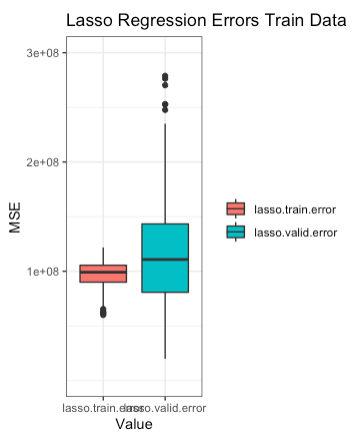 Lasso Regression Errors Train Data
3e+08
2e+08
1e+08
MSE
lasso.train.error
lasso.valid.error
lasso.train.error
lasso.valid.error
Value